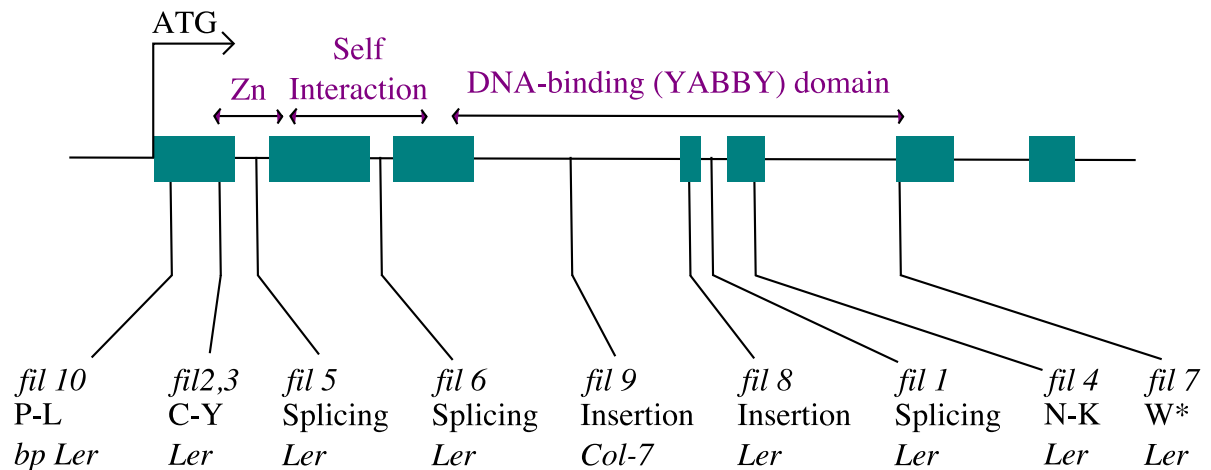 ATG
Self
Zn Interaction DNA-binding (YABBY) domain
fil 10 fil2,3 fil 5 fil 6 fil 9 fil 8 fil 1 fil 4 fil 7
P-L C-Y Splicing Splicing Insertion Insertion Splicing N-K W*
bp Ler Ler Ler Ler Col-7 Ler Ler Ler Ler